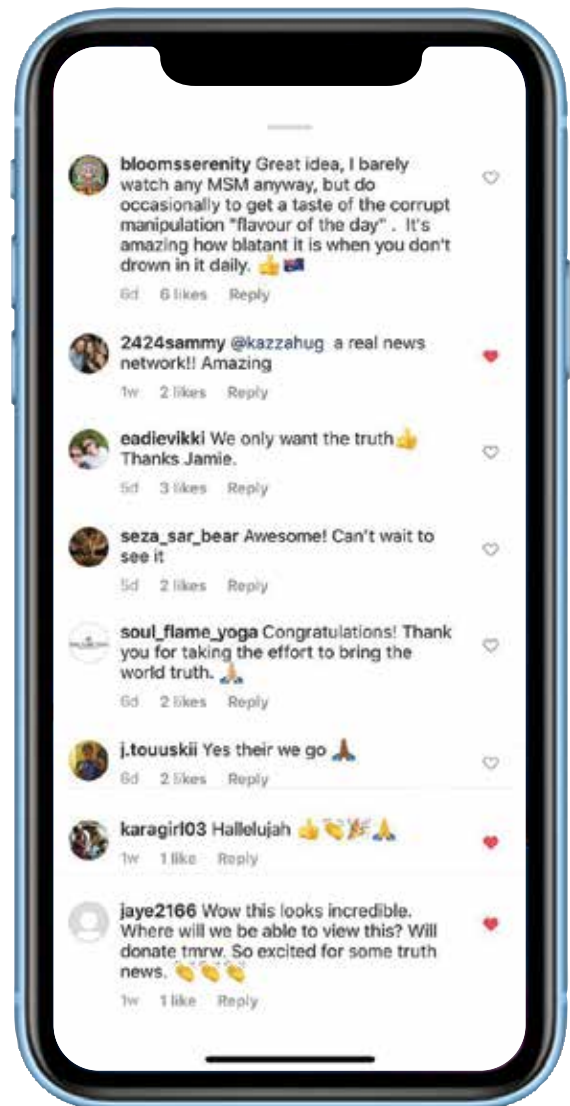 bloomsserenity Great idea, I barely
watch any MSM anyway, but do
occasionally to get a taste of the corrupt
manipulation "flavour of the day" . It's
amazing how blatant it is when you don't
drown in it daily. 👍🇦🇺
6d 6 likes Reply
2424sammy @kazzahug a real news
network!! Amazing
1w 2 likes Reply
eadievikki We only want the truth👍
Thanks Jamie.
5d 3 likes Reply
seza_sar_bear Awesome! Can't wait to
see it
5d 2 likes Reply
soul_flame_yoga Congratulations! Thank
you for taking the effort to bring the
world truth. 🙏🏼
6d 2 likes Reply
j.touuskii Yes their we go 🙏🏾
6d 2 likes Reply
karagirl03 Hallelujah 👍👏🎉🙏
1w 1 like Reply
jaye2166 Wow this looks incredible.
Where will we be able to view this? Will
donate tmrw. So excited for some truth
news. 👏👏👏
1w 1 like Reply